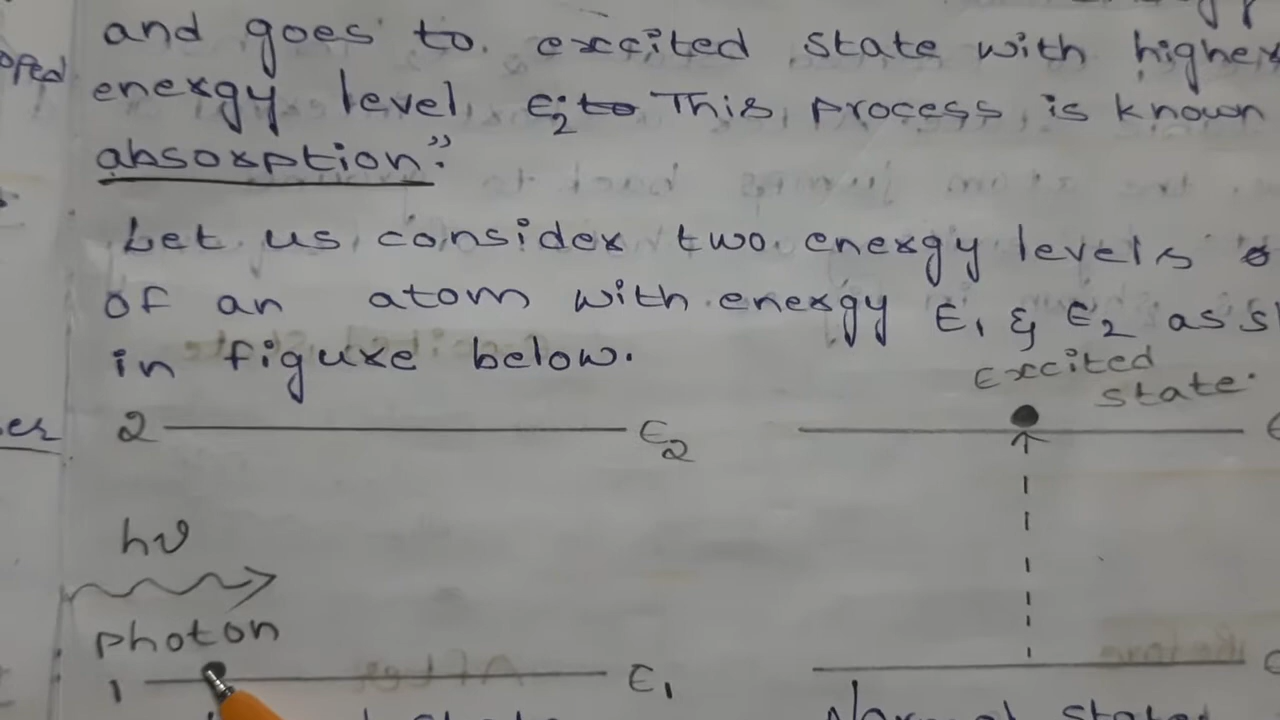 and goes to excited state with higher
energy level E2 to This process is known
absorption".
Let us consider two energy levels
of an atom with energy E1 & E2 as
in figure below.
excited
state.
2 E2
hν
photon
1 E1
Normal state